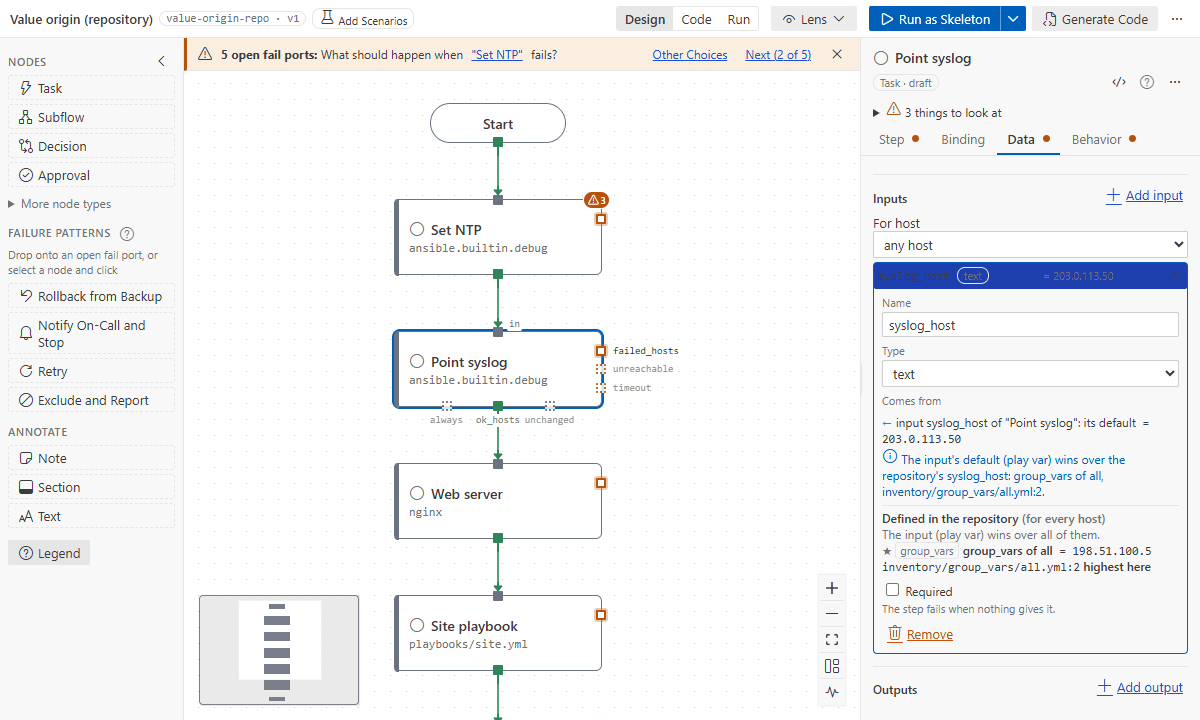 Value origin (repository)
value-origin-repo · v1
Add Scenarios
Design
Code
Run
Lens
Run as Skeleton
Generate Code
NODES
Task
Subflow
Decision
Approval
More node types
FAILURE PATTERNS
Drop onto an open fail port, or
select a node and click
Rollback from Backup
Notify On-Call and
Stop
Retry
Exclude and Report
ANNOTATE
Note
Section
AA Text
Legend
5 open fail ports: What should happen when "Set NTP" fails?
Other Choices
Next (2 of 5)
Start
3
Set NTP
ansible.builtin.debug
in
Point syslog
ansible.builtin.debug
failed_hosts
unreachable
timeout
always
ok_hosts
unchanged
Web server
nginx
Site playbook
playbooks/site.yml
Point syslog
Task · draft
3 things to look at
Step
Binding
Data
Behavior
Inputs
Add input
For host
any host
syslog_host
text
= 203.0.113.50
Name
syslog_host
Type
text
Comes from
← input syslog_host of "Point syslog": its default =
203.0.113.50
The input's default (play var) wins over the
repository's syslog_host: group_vars of all,
inventory/group_vars/all.yml:2.
Defined in the repository (for every host)
The input (play var) wins over all of them.
★ group_vars group_vars of all = 198.51.100.5
inventory/group_vars/all.yml:2 highest here
Required
The step fails when nothing gives it.
Remove
Outputs
Add output